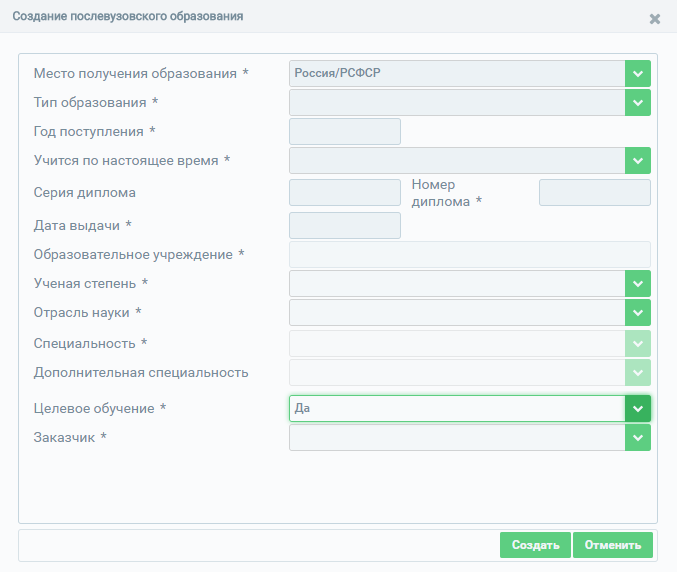 Создание послевузовского образования
Место получения образования * Россия/РСФСР
Тип образования *
Год поступления *
Учится по настоящее время *
Серия диплома Номер
диплома *
Дата выдачи *
Образовательное учреждение *
Ученая степень *
Отрасль науки *
Специальность *
Дополнительная специальность
Целевое обучение * Да
Заказчик *
Создать Отменить